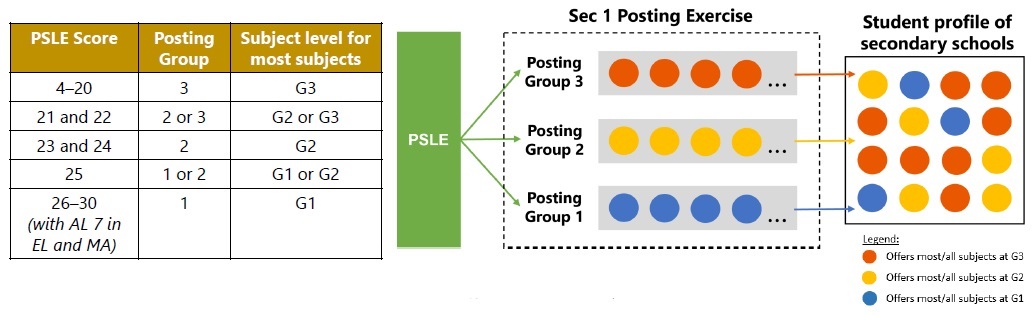 PSLE Score
Posting Group
Subject level for most subjects
4–20
3
G3
21 and 22
2 or 3
G2 or G3
23 and 24
2
G2
25
1 or 2
G1 or G2
26–30
(with AL 7 in
EL and MA)
1
G1
PSLE
Sec 1 Posting Exercise
Posting
Group 3
...
Posting
Group 2
...
Posting
Group 1
...
Student profile of
secondary schools
Legend:
Offers most/all subjects at G3
Offers most/all subjects at G2
Offers most/all subjects at G1